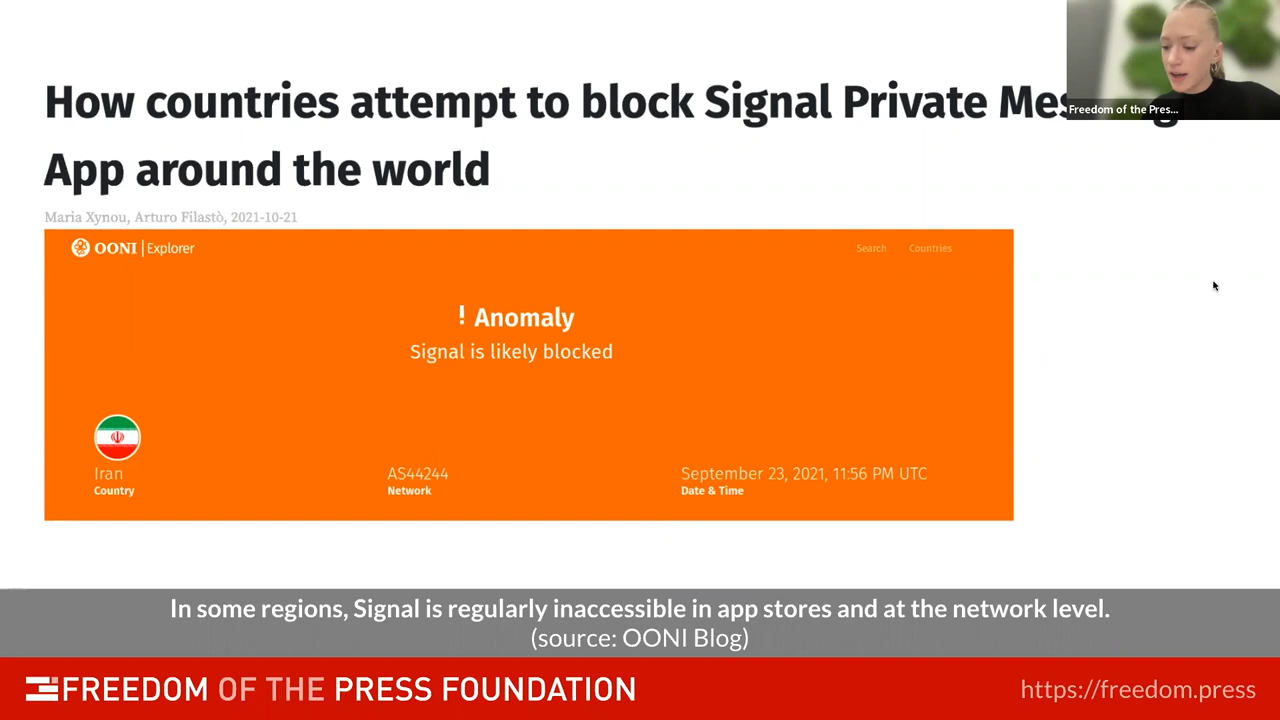 How countries attempt to block Signal Private
App around the world
Maria Xynou, Arturo Filastò, 2021-10-21
OONI | Explorer
Search
Countries
! Anomaly
Signal is likely blocked
Iran
Country
AS44244
Network
September 23, 2021, 11:56 PM UTC
Date & Time
Freedom of the Pres...
In some regions, Signal is regularly inaccessible in app stores and at the network level.
(source: OONI Blog)
FREEDOM OF THE PRESS FOUNDATION
https://freedom.press